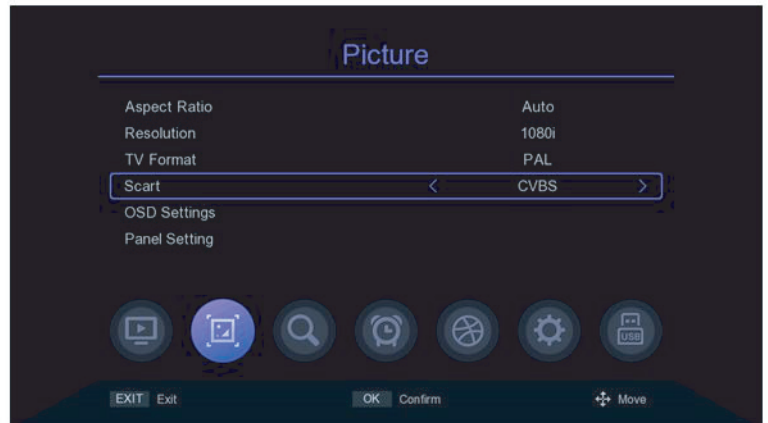 Picture
Aspect Ratio Auto
Resolution 1080i
TV Format PAL
Scart CVBS
OSD Settings
Panel Setting
USB
EXIT Exit OK Confirm Move